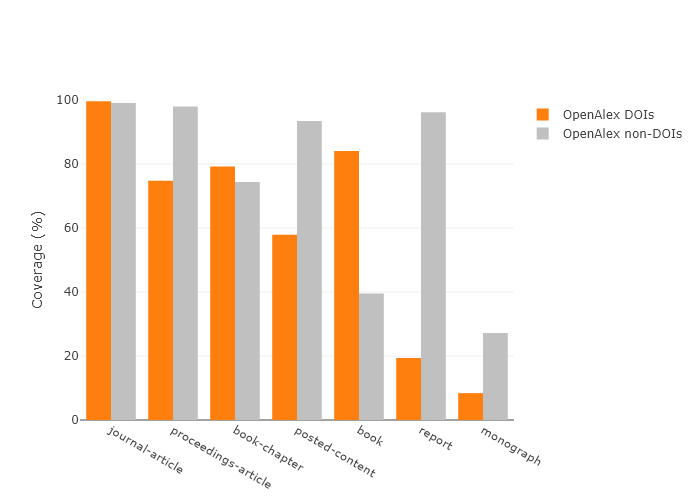 100
80
60
40
20
0
Coverage (%)
journal-article
proceedings-article
book-chapter
posted-content
book
report
monograph
OpenAlex DOIs
OpenAlex non-DOIs